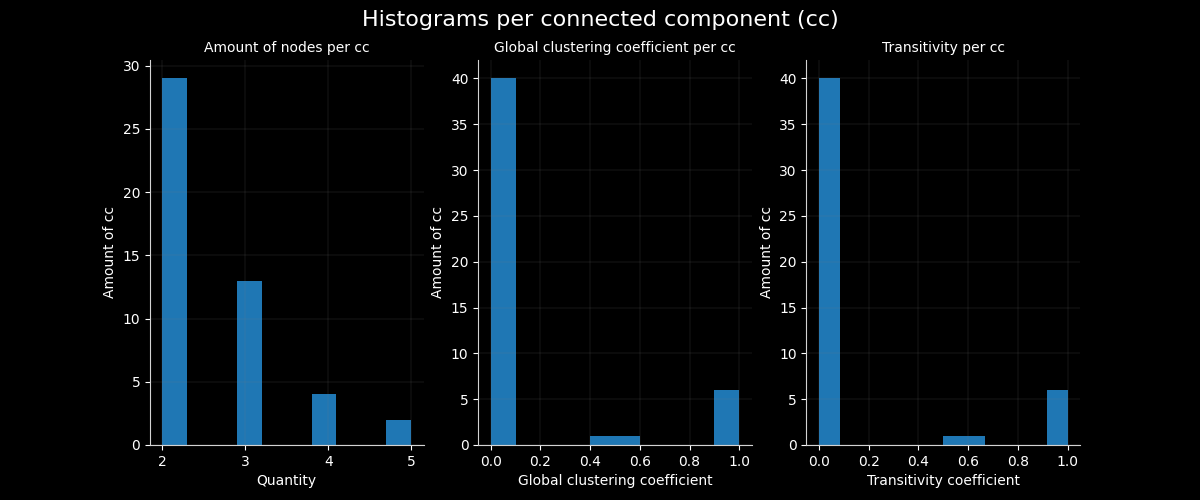 Histograms per connected component (cc)
Amount of nodes per cc
Global clustering coefficient per cc
Transitivity per cc
30
25
20
15
10
5
0
Amount of cc
2 3 4 5
Quantity
40
35
30
25
20
15
10
5
0
Amount of cc
0.0 0.2 0.4 0.6 0.8 1.0
Global clustering coefficient
40
35
30
25
20
15
10
5
0
Amount of cc
0.0 0.2 0.4 0.6 0.8 1.0
Transitivity coefficient